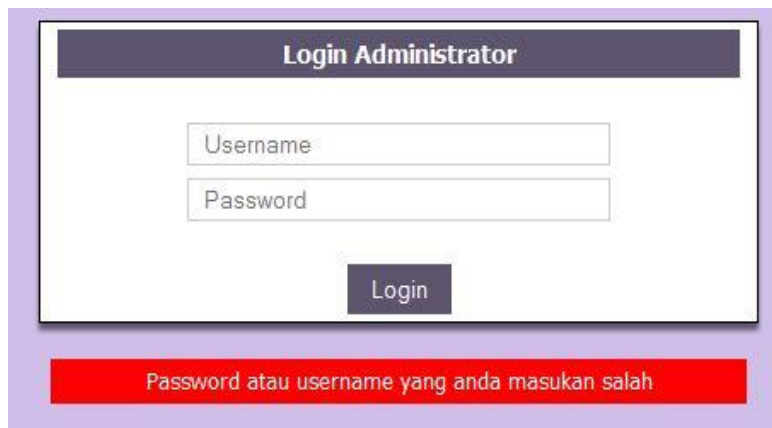 Login Administrator
Username
Password
Login
Password atau username yang anda masukan salah